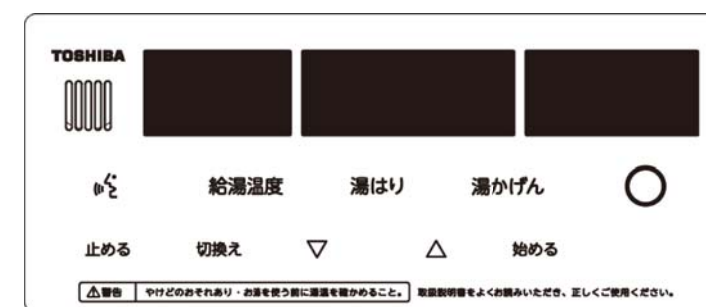 TOSHIBA
給湯温度 湯はり 湯かげん
止める 切換え ▽ △ 始める
⚠警告 やけどのおそれあり・お湯を使う前に湯温を確かめること。 取扱説明書をよくお読みいただき、正しくご使用ください。